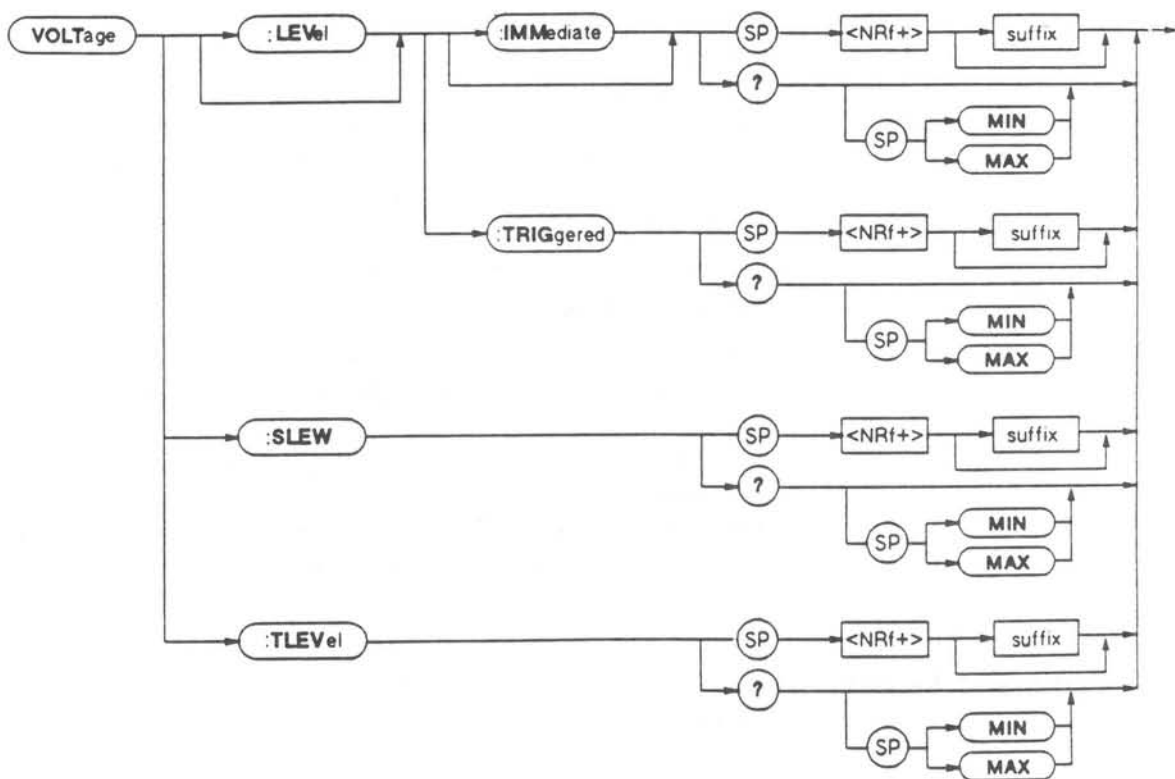 VOLTage :LEVel :IMMediate SP <NRf+> suffix
?
SP MIN
MAX
:TRIGgered SP <NRf+> suffix
?
SP MIN
MAX
:SLEW SP <NRf+> suffix
?
SP MIN
MAX
:TLEVel SP <NRf+> suffix
?
SP MIN
MAX